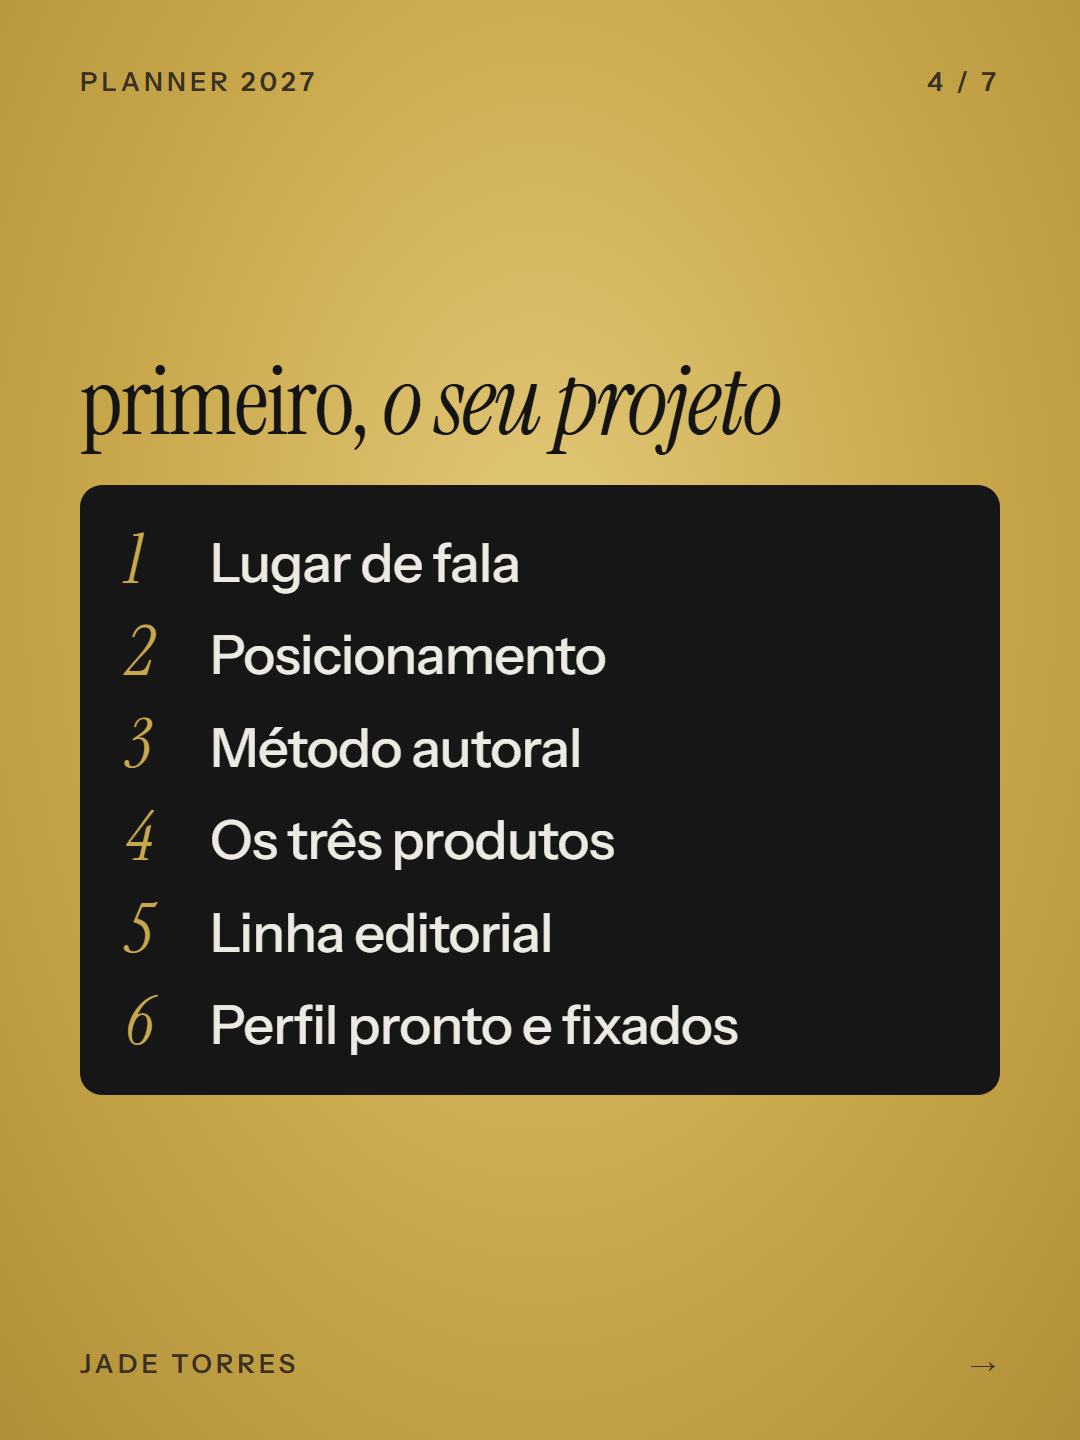 PLANNER 2027
4 / 7
primeiro, o seu projeto
1 Lugar de fala
2 Posicionamento
3 Método autoral
4 Os três produtos
5 Linha editorial
6 Perfil pronto e fixados
JADE TORRES
→